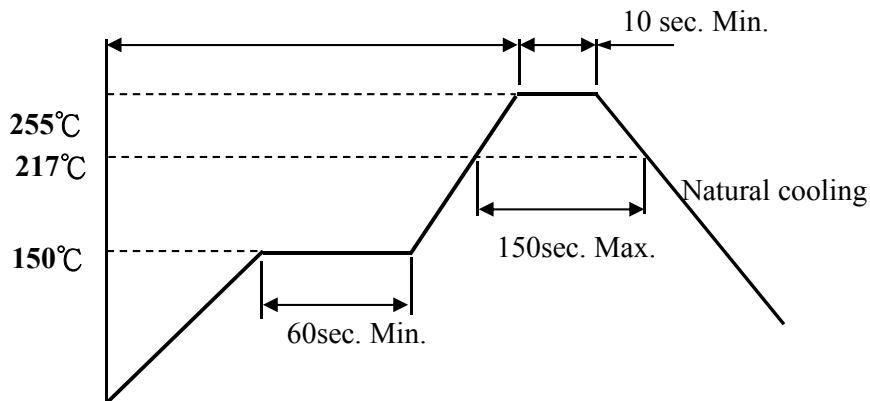 10 sec. Min.
255℃
217℃
Natural cooling
150℃
150sec. Max.
60sec. Min.